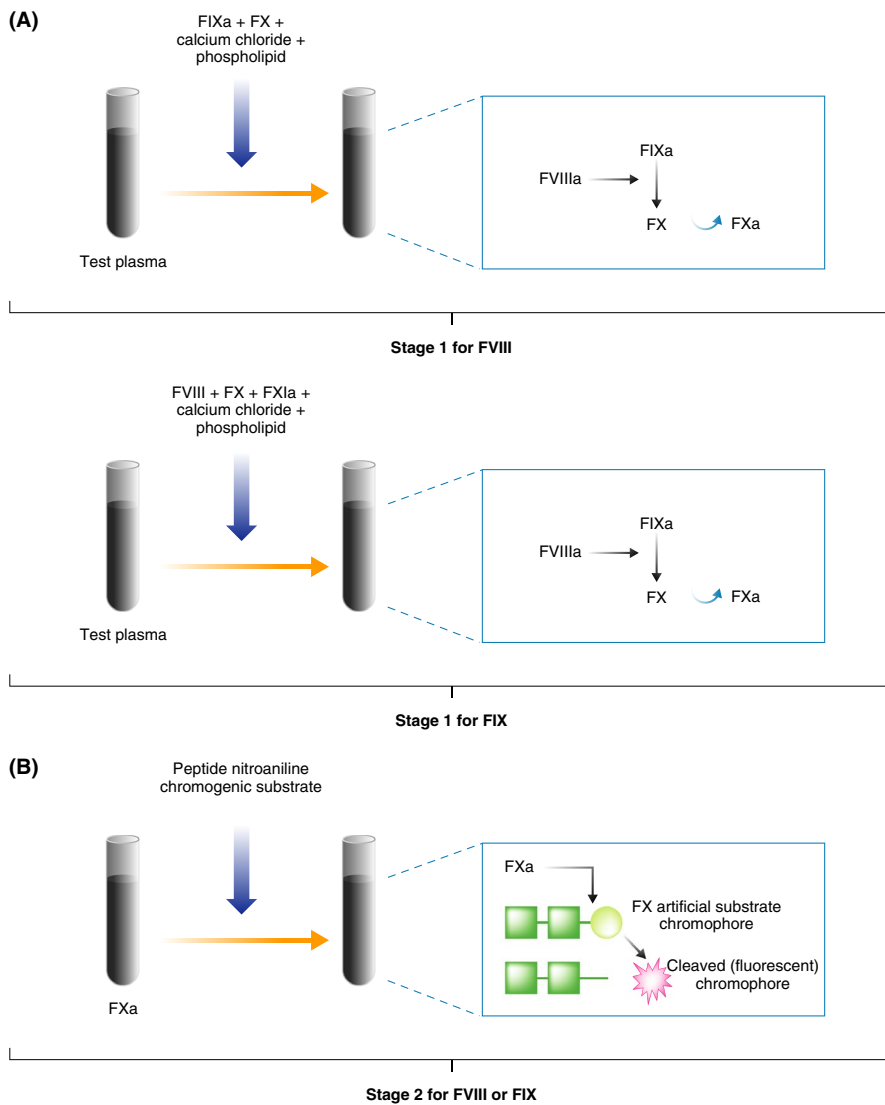 (A)
FIXa + FX +
calcium chloride +
phospholipid
Test plasma
FIXa
FVIIIa
FX
FXa
Stage 1 for FVIII
FVIII + FX + FXIa +
calcium chloride +
phospholipid
Test plasma
FIXa
FVIIIa
FX
FXa
Stage 1 for FIX
(B)
Peptide nitroaniline
chromogenic substrate
FXa
FXa
FX artificial substrate
chromophore
Cleaved (fluorescent)
chromophore
Stage 2 for FVIII or FIX